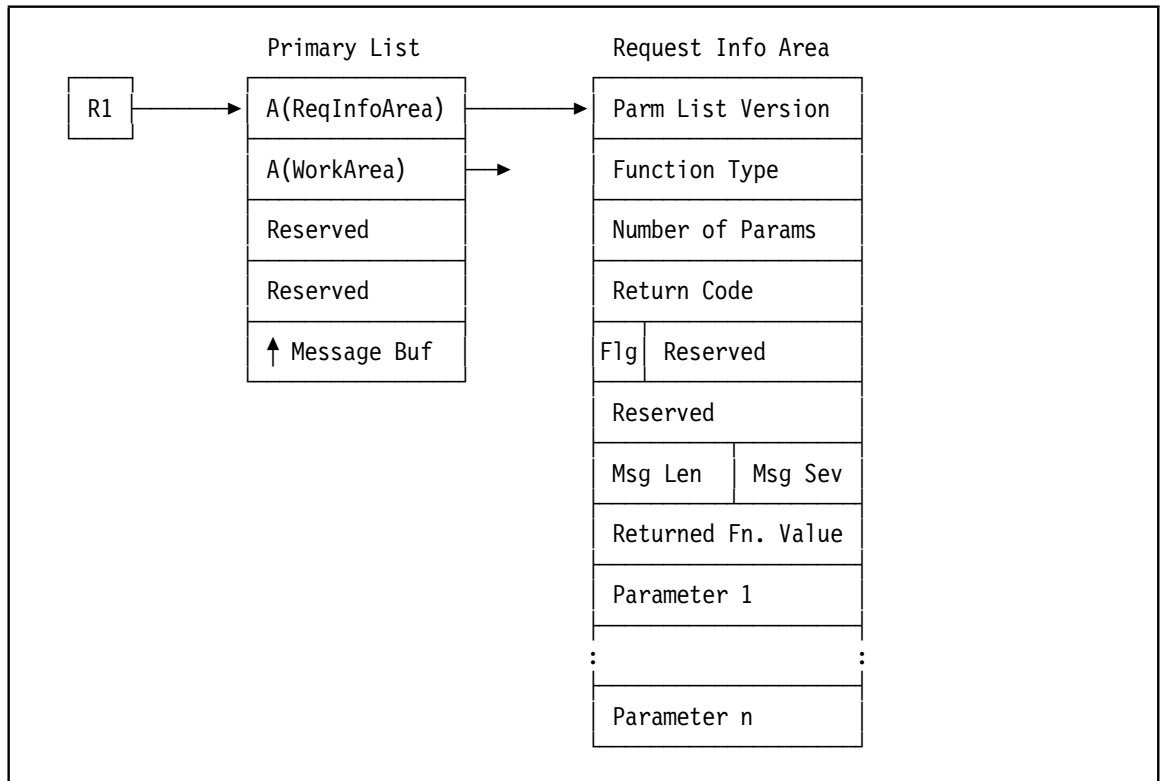 Primary List Request Info Area
R1 A(ReqInfoArea) Parm List Version
A(WorkArea) Function Type
Reserved Number of Params
Reserved Return Code
↑ Message Buf Flg Reserved
Reserved
Msg Len Msg Sev
Returned Fn. Value
Parameter 1
: :
Parameter n